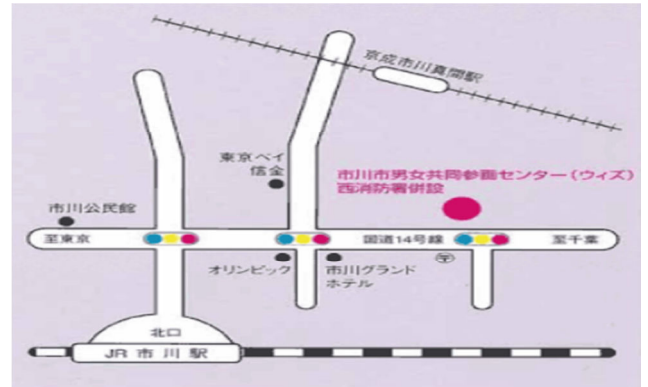 京成市川真間駅
東京ベイ
信金
市川市男女共同参画センター(ウィズ)
西消防署併設
市川公民館
至東京
国道14号線
至千葉
オリンピック
市川グランド
ホテル
〒
北口
JR市川駅